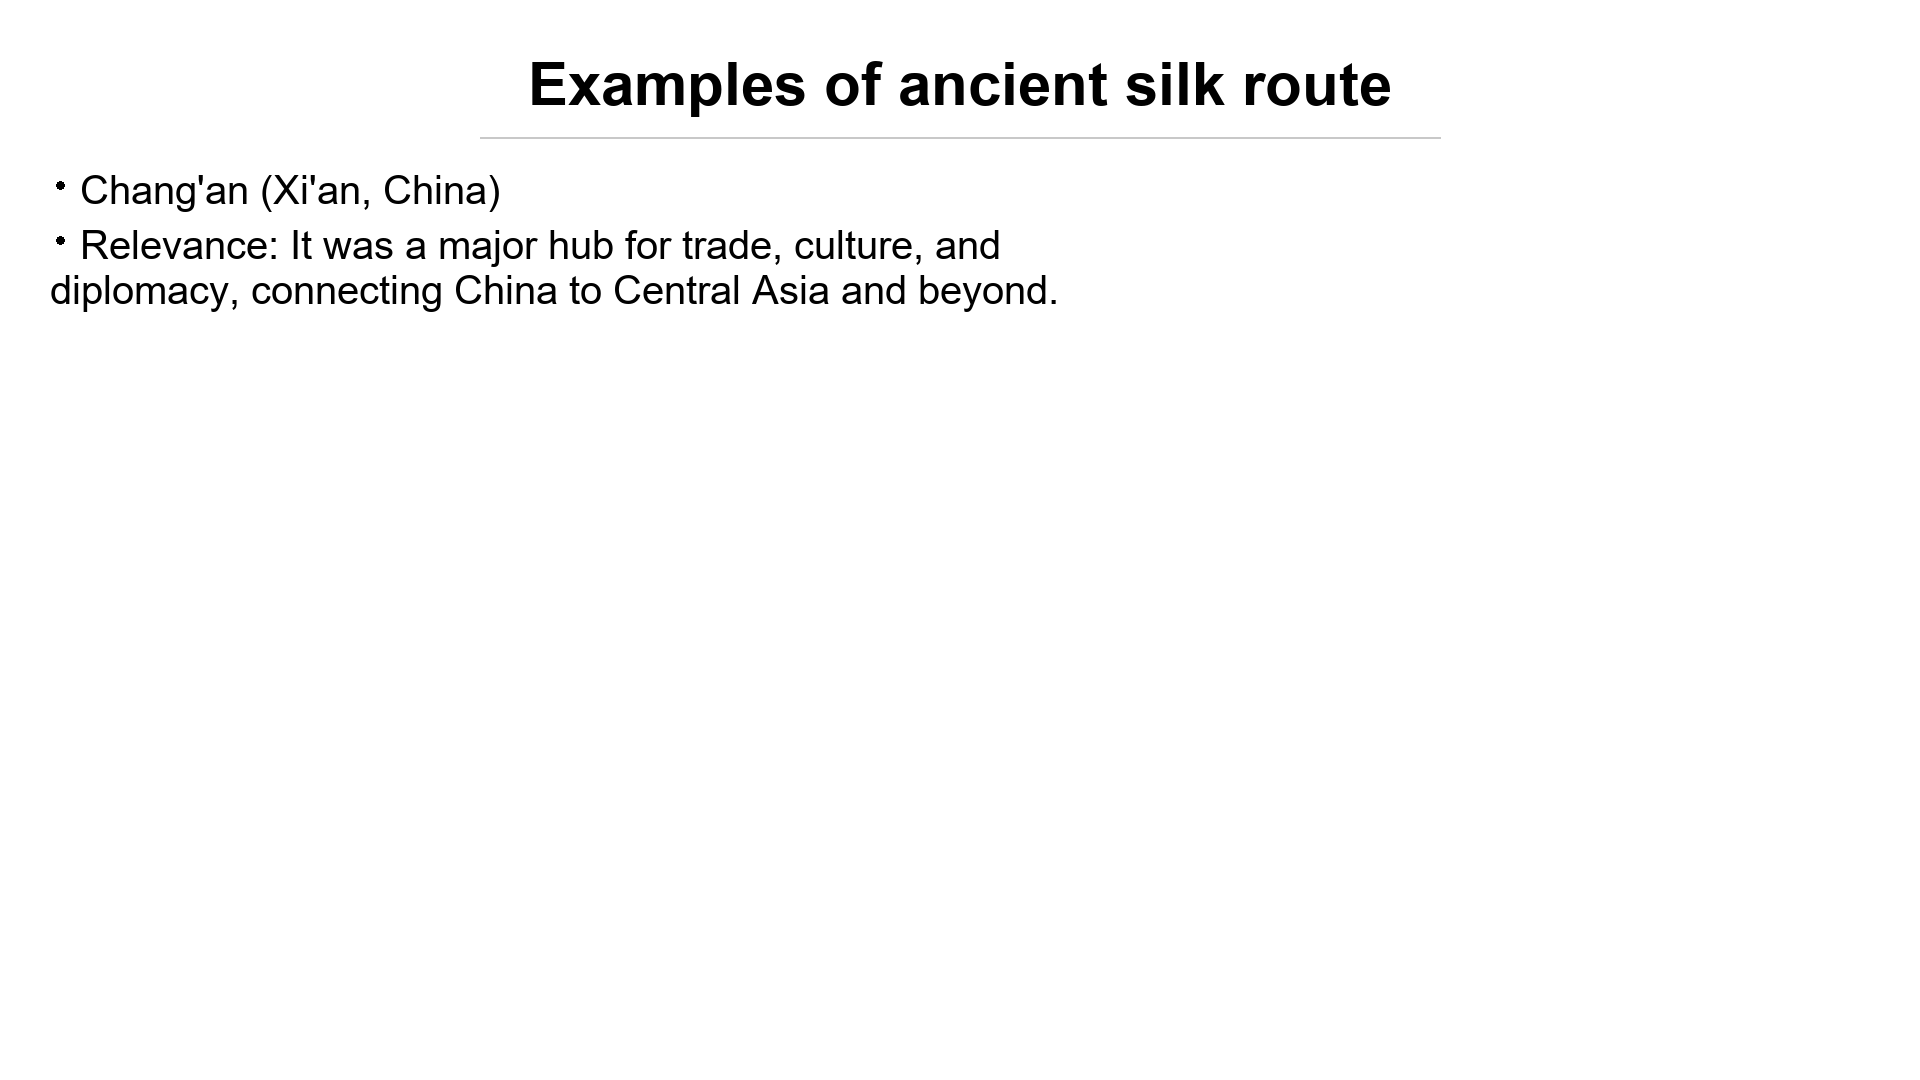 Examples of ancient silk route
• Chang'an (Xi'an, China)
• Relevance: It was a major hub for trade, culture, and
diplomacy, connecting China to Central Asia and beyond.